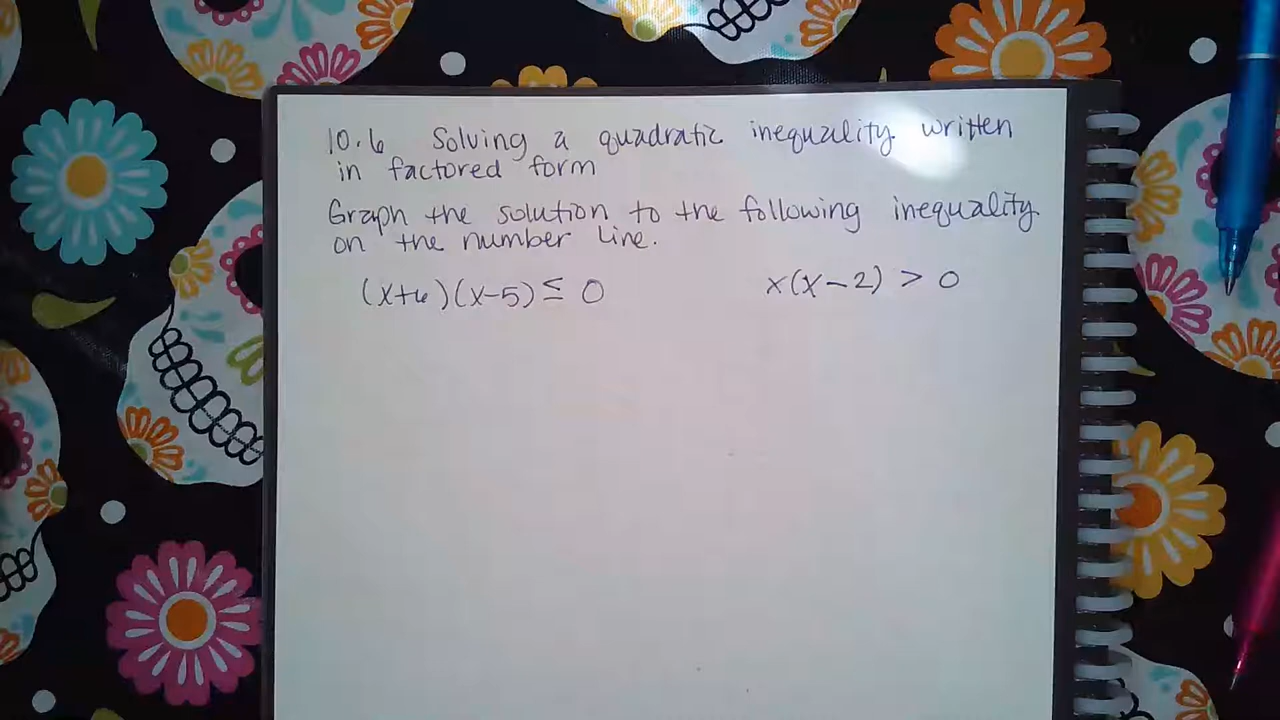 10.6 Solving a quadratic inequality written
in factored form
Graph the solution to the following inequality
on the number line.
(x+6)(x-5) ≤ 0 x(x-2) > 0